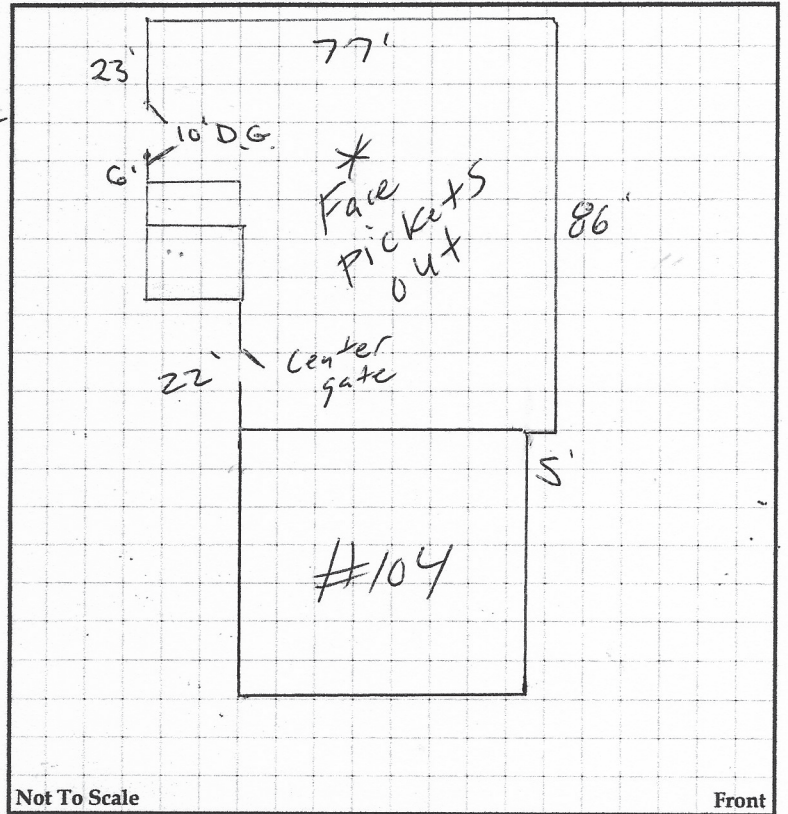 77'
23'
10' D.G.
6'
*
Face
pickets
out
86'
22'
Center
gate
5'
#104
Not To Scale
Front